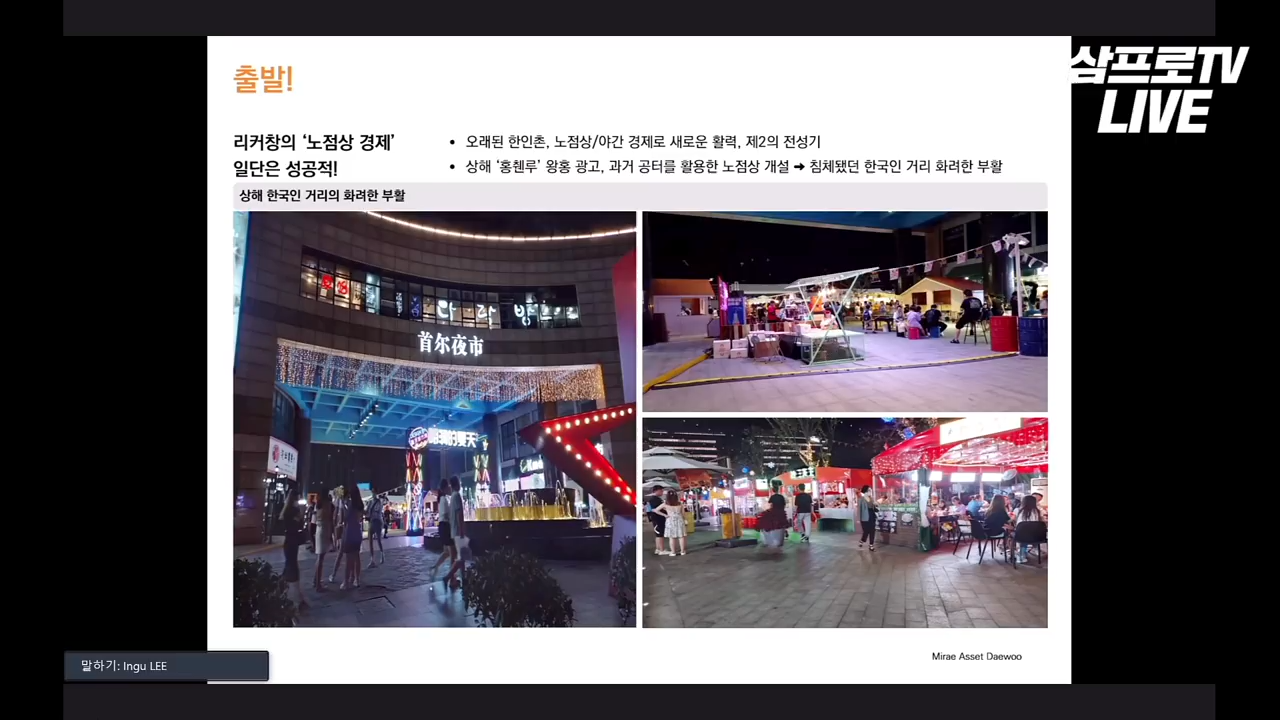 삼프로TV
LIVE
출발!
리커창의 ‘노점상 경제’
일단은 성공적!
• 오래된 한인촌, 노점상/야간 경제로 새로운 활력, 제2의 전성기
• 상해 ‘홍췐루’ 왕홍 광고, 과거 공터를 활용한 노점상 개설 ➡ 침체됐던 한국인 거리 화려한 부활
상해 한국인 거리의 화려한 부활
首尔夜市
Mirae Asset Daewoo
말하기: Ingu LEE